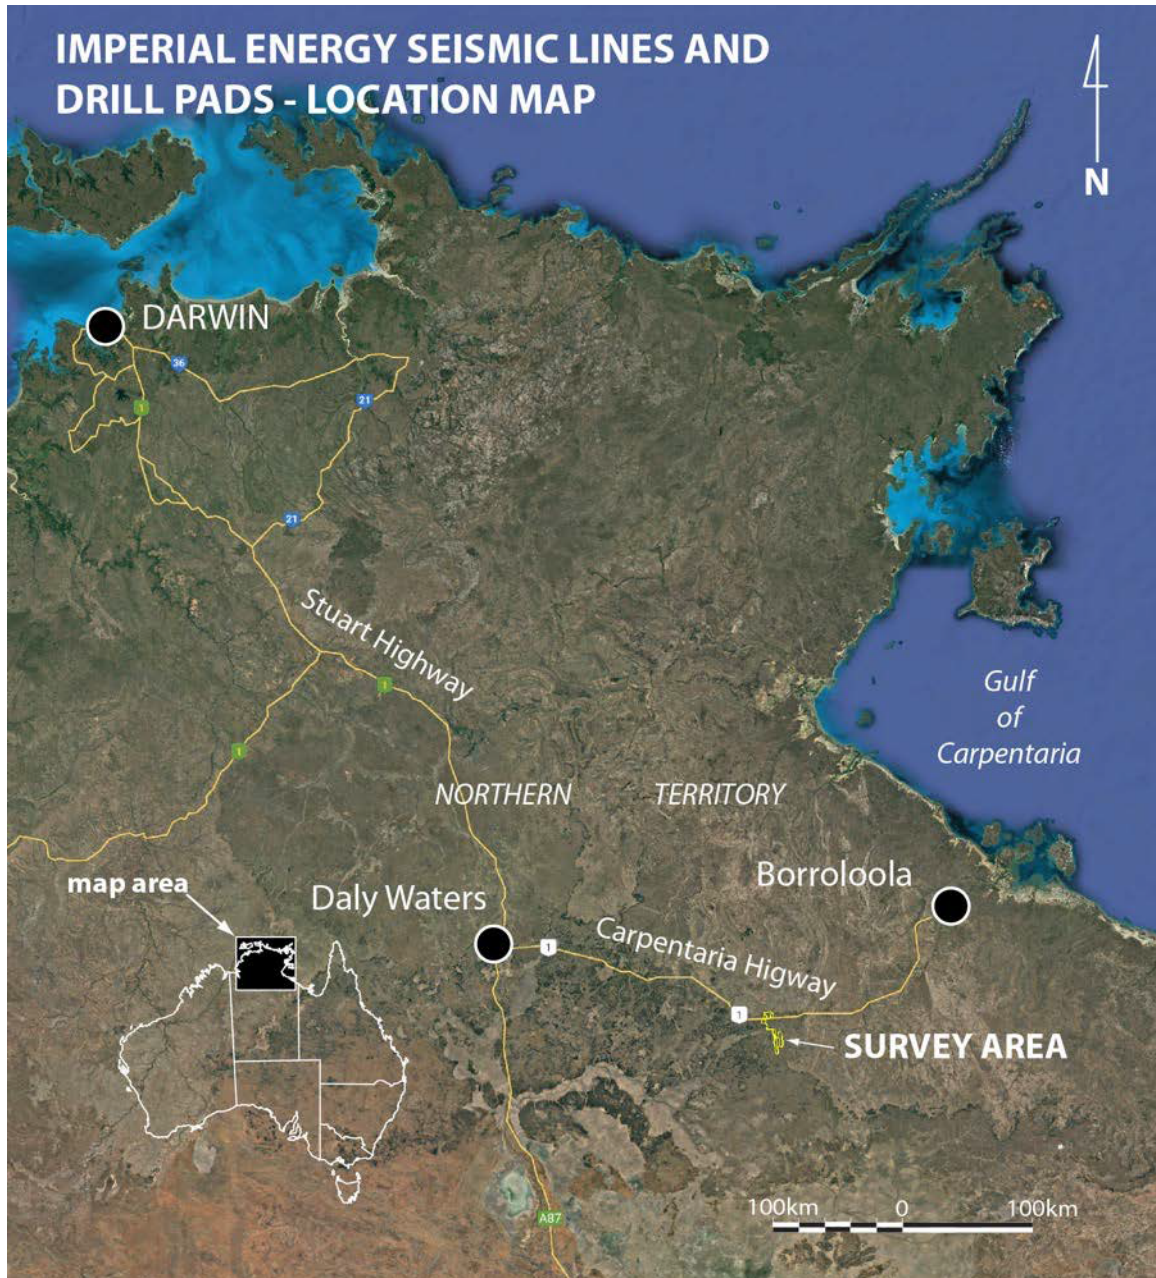 IMPERIAL ENERGY SEISMIC LINES AND
DRILL PADS - LOCATION MAP
N
DARWIN
36
1
21
21
Stuart Highway
1
1
Gulf
of
Carpentaria
NORTHERN TERRITORY
map area
Daly Waters
Borroloola
1
Carpentaria Higway
1
SURVEY AREA
100km 0 100km
A87